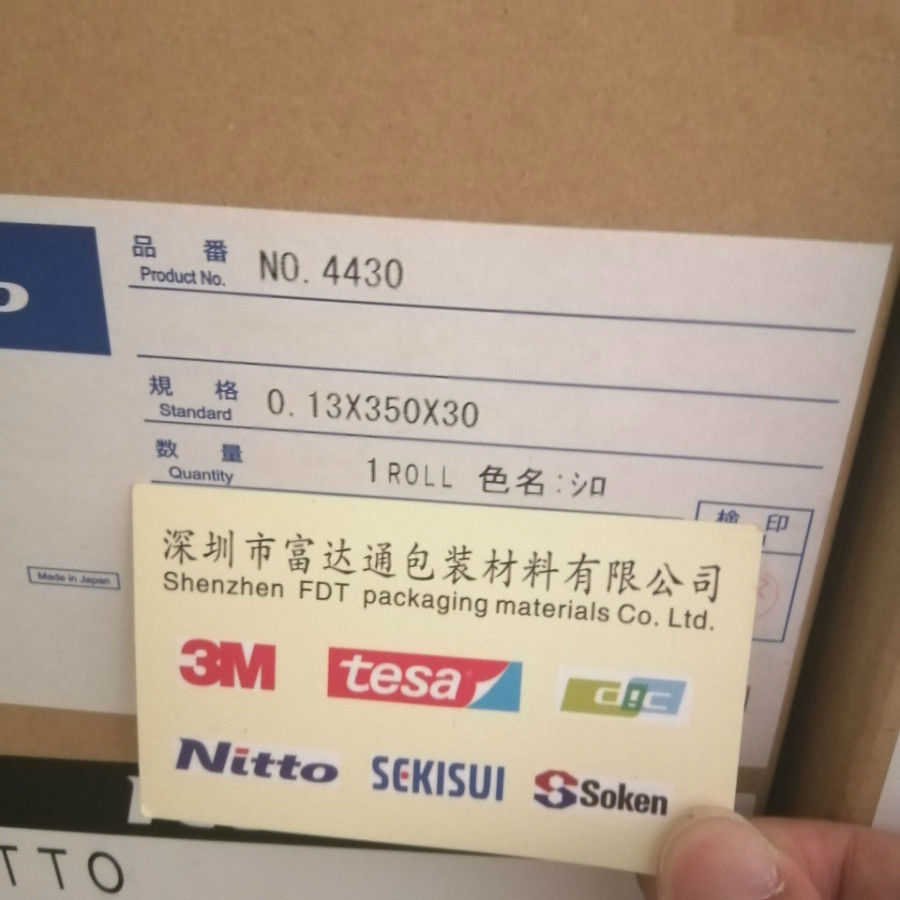 品番 NO. 4430
Product No.
規格 0.13X350X30
Standard
数量 1ROLL 色名:シロ
Quantity
検印
Made in Japan
深圳市富达通包装材料有限公司
Shenzhen FDT packaging materials Co. Ltd.
3M tesa dic
Nitto SEKISUI Soken
TTO